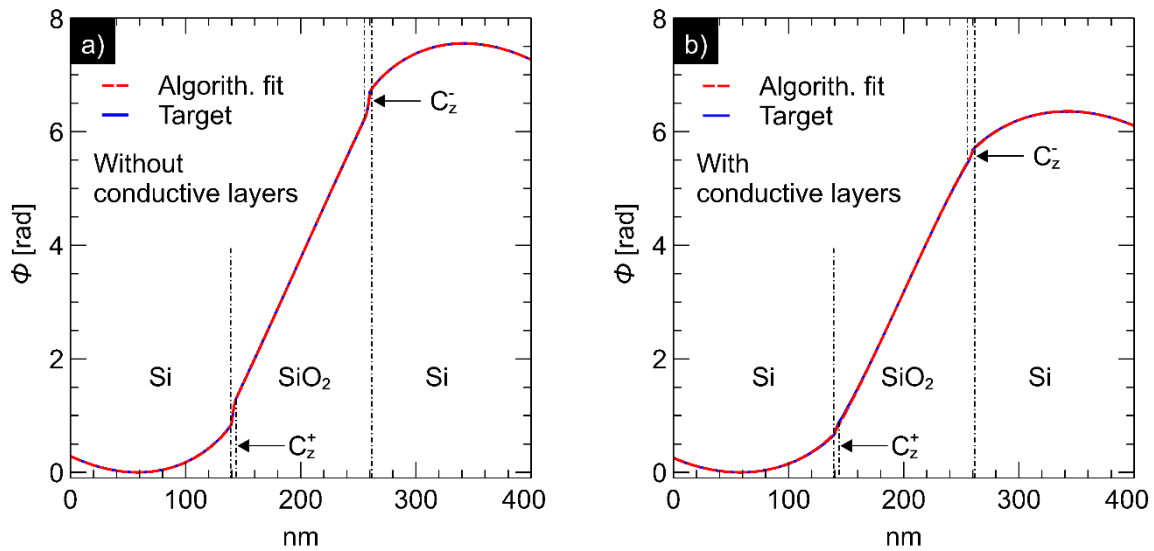 a)
Algorith. fit
Target
Without
conductive layers
C_z^-
C_z^+
Si
SiO₂
Si
Φ [rad]
8
6
4
2
0
0
100
200
300
400
nm
b)
Algorith. fit
Target
With
conductive layers
C_z^-
C_z^+
Si
SiO₂
Si
Φ [rad]
8
6
4
2
0
0
100
200
300
400
nm